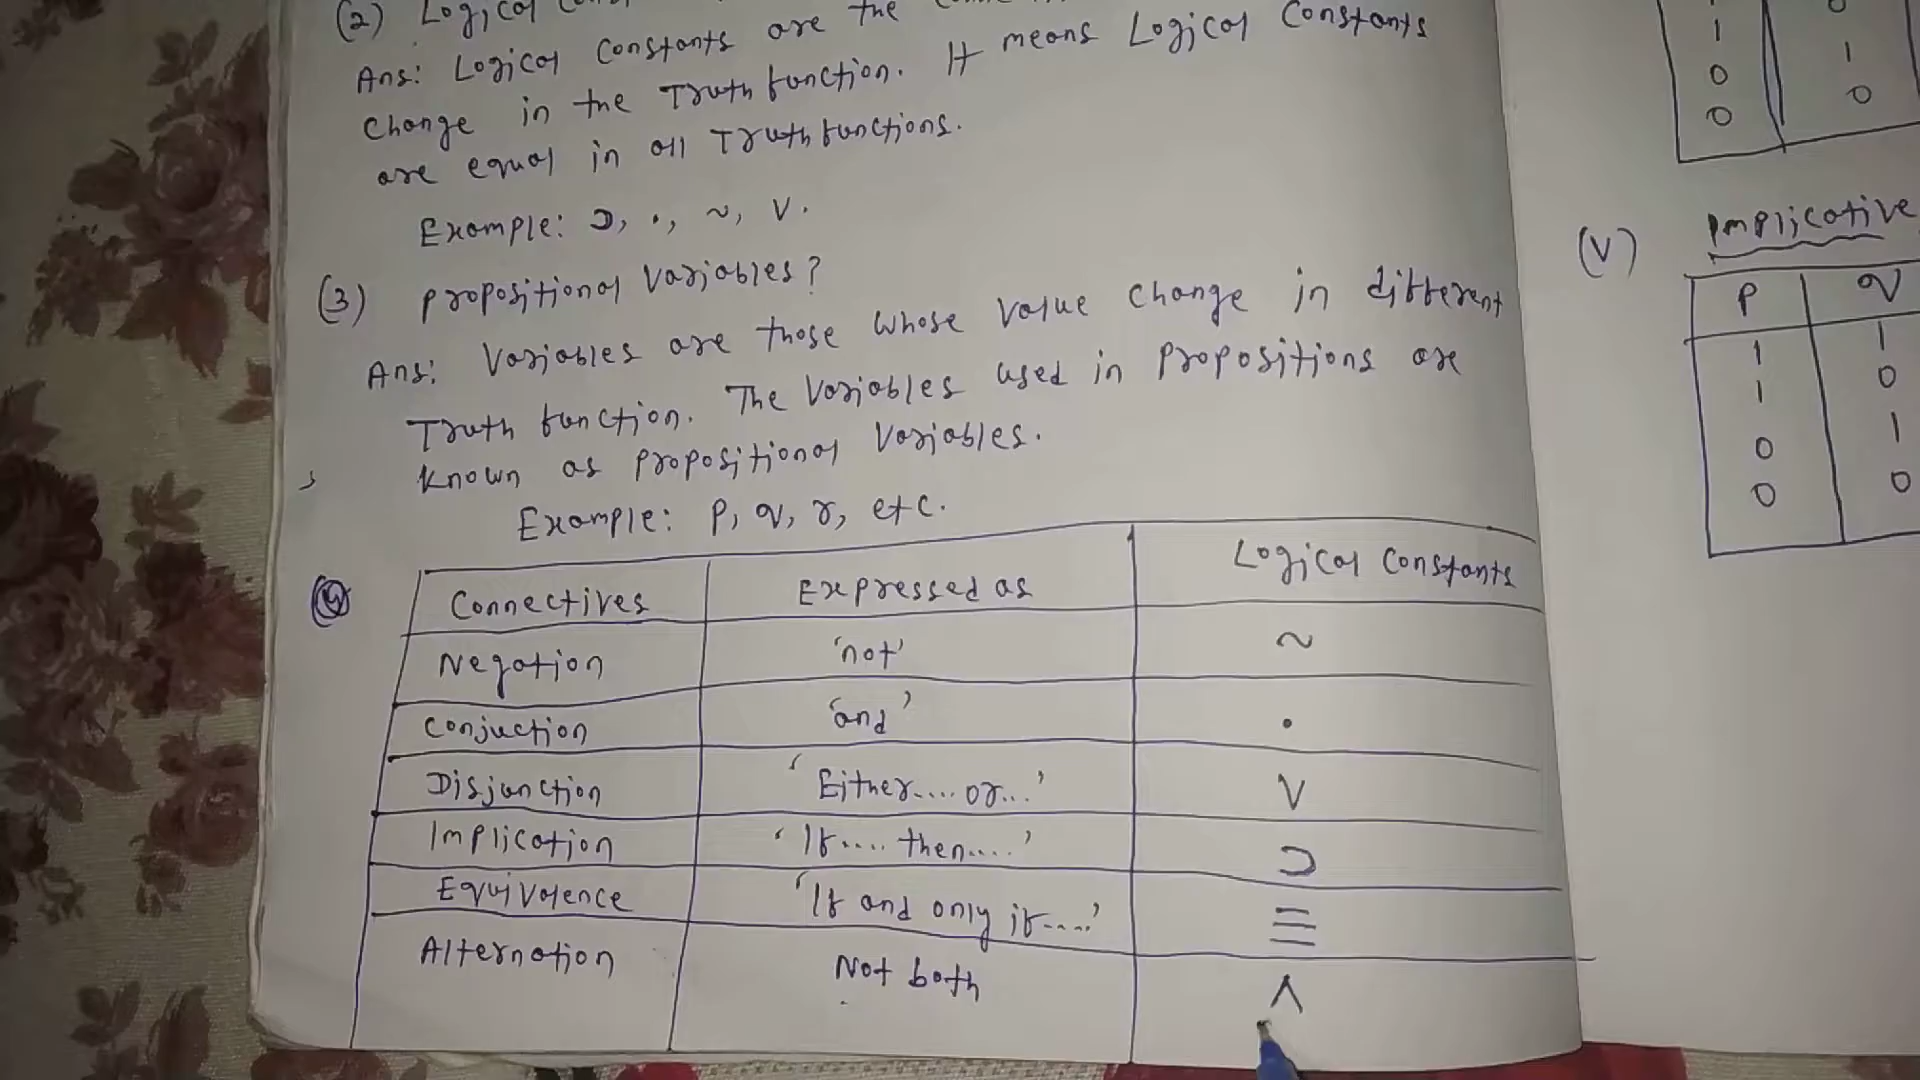 (2) Logical
Ans: Logical Constants are the
Change in the Truth function. It means Logical Constants
are equal in all Truth functions.
Example: ⊃, ·, ~, V.
(3) Propositional Variables?
Ans: Variables are those whose value change in different
Truth function. The Variables used in Propositions are
Known as Propositional Variables.
Example: P, q, r, etc.
(4)
Connectives Expressed as Logical Constants
Negation 'not' ~
Conjuction 'and' ·
Disjunction 'Either.... or...' V
Implication 'If.... then....' ⊃
Equivalence 'If and only if....' ≡
Alternation Not both ∧
1
0 1
0 0
(V) Implicative
P q
1 1
1 0
0 1
0 0